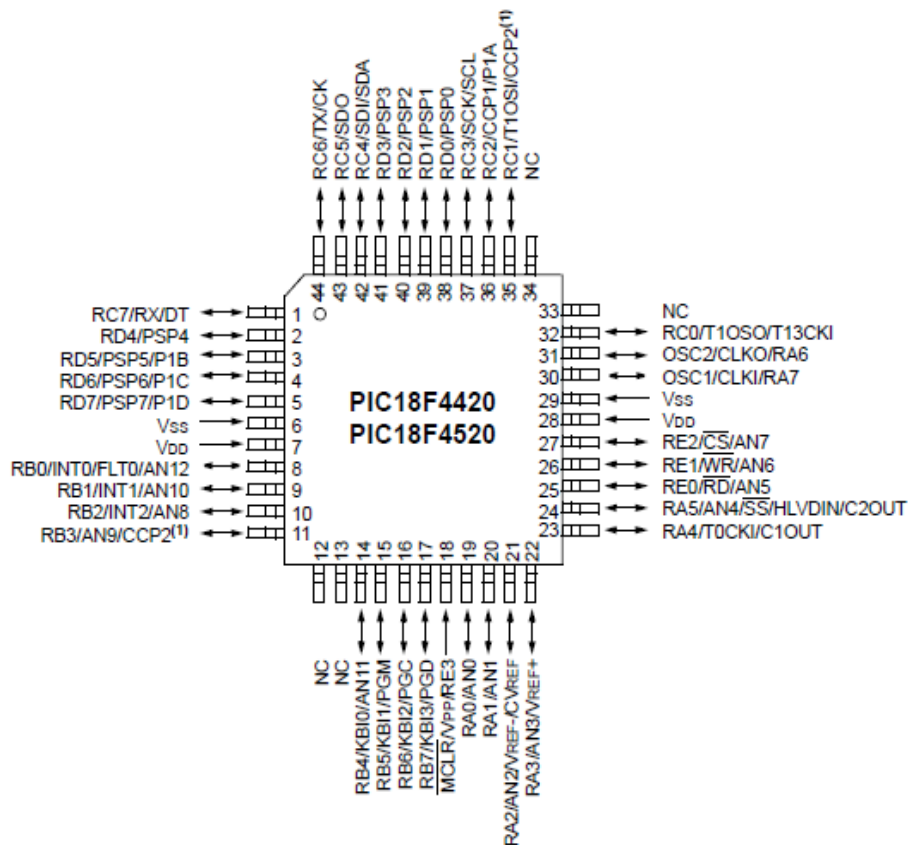 RC6/TX/CK
RC5/SDO
RC4/SDI/SDA
RD3/PSP3
RD2/PSP2
RD1/PSP1
RD0/PSP0
RC3/SCK/SCL
RC2/CCP1/P1A
RC1/T1OSI/CCP2(1)
NC
44
43
42
41
40
39
38
37
36
35
34
RC7/RX/DT
RD4/PSP4
RD5/PSP5/P1B
RD6/PSP6/P1C
RD7/PSP7/P1D
VSS
VDD
RB0/INT0/FLT0/AN12
RB1/INT1/AN10
RB2/INT2/AN8
RB3/AN9/CCP2(1)
1
2
3
4
5
6
7
8
9
10
11
PIC18F4420
PIC18F4520
33
32
31
30
29
28
27
26
25
24
23
NC
RC0/T1OSO/T13CKI
OSC2/CLKO/RA6
OSC1/CLKI/RA7
VSS
VDD
RE2/CS/AN7
RE1/WR/AN6
RE0/RD/AN5
RA5/AN4/SS/HLVDIN/C2OUT
RA4/T0CKI/C1OUT
12
13
14
15
16
17
18
19
20
21
22
NC
NC
RB4/KBI0/AN11
RB5/KBI1/PGM
RB6/KBI2/PGC
RB7/KBI3/PGD
MCLR/VPP/RE3
RA0/AN0
RA1/AN1
RA2/AN2/VREF-/CVREF
RA3/AN3/VREF+